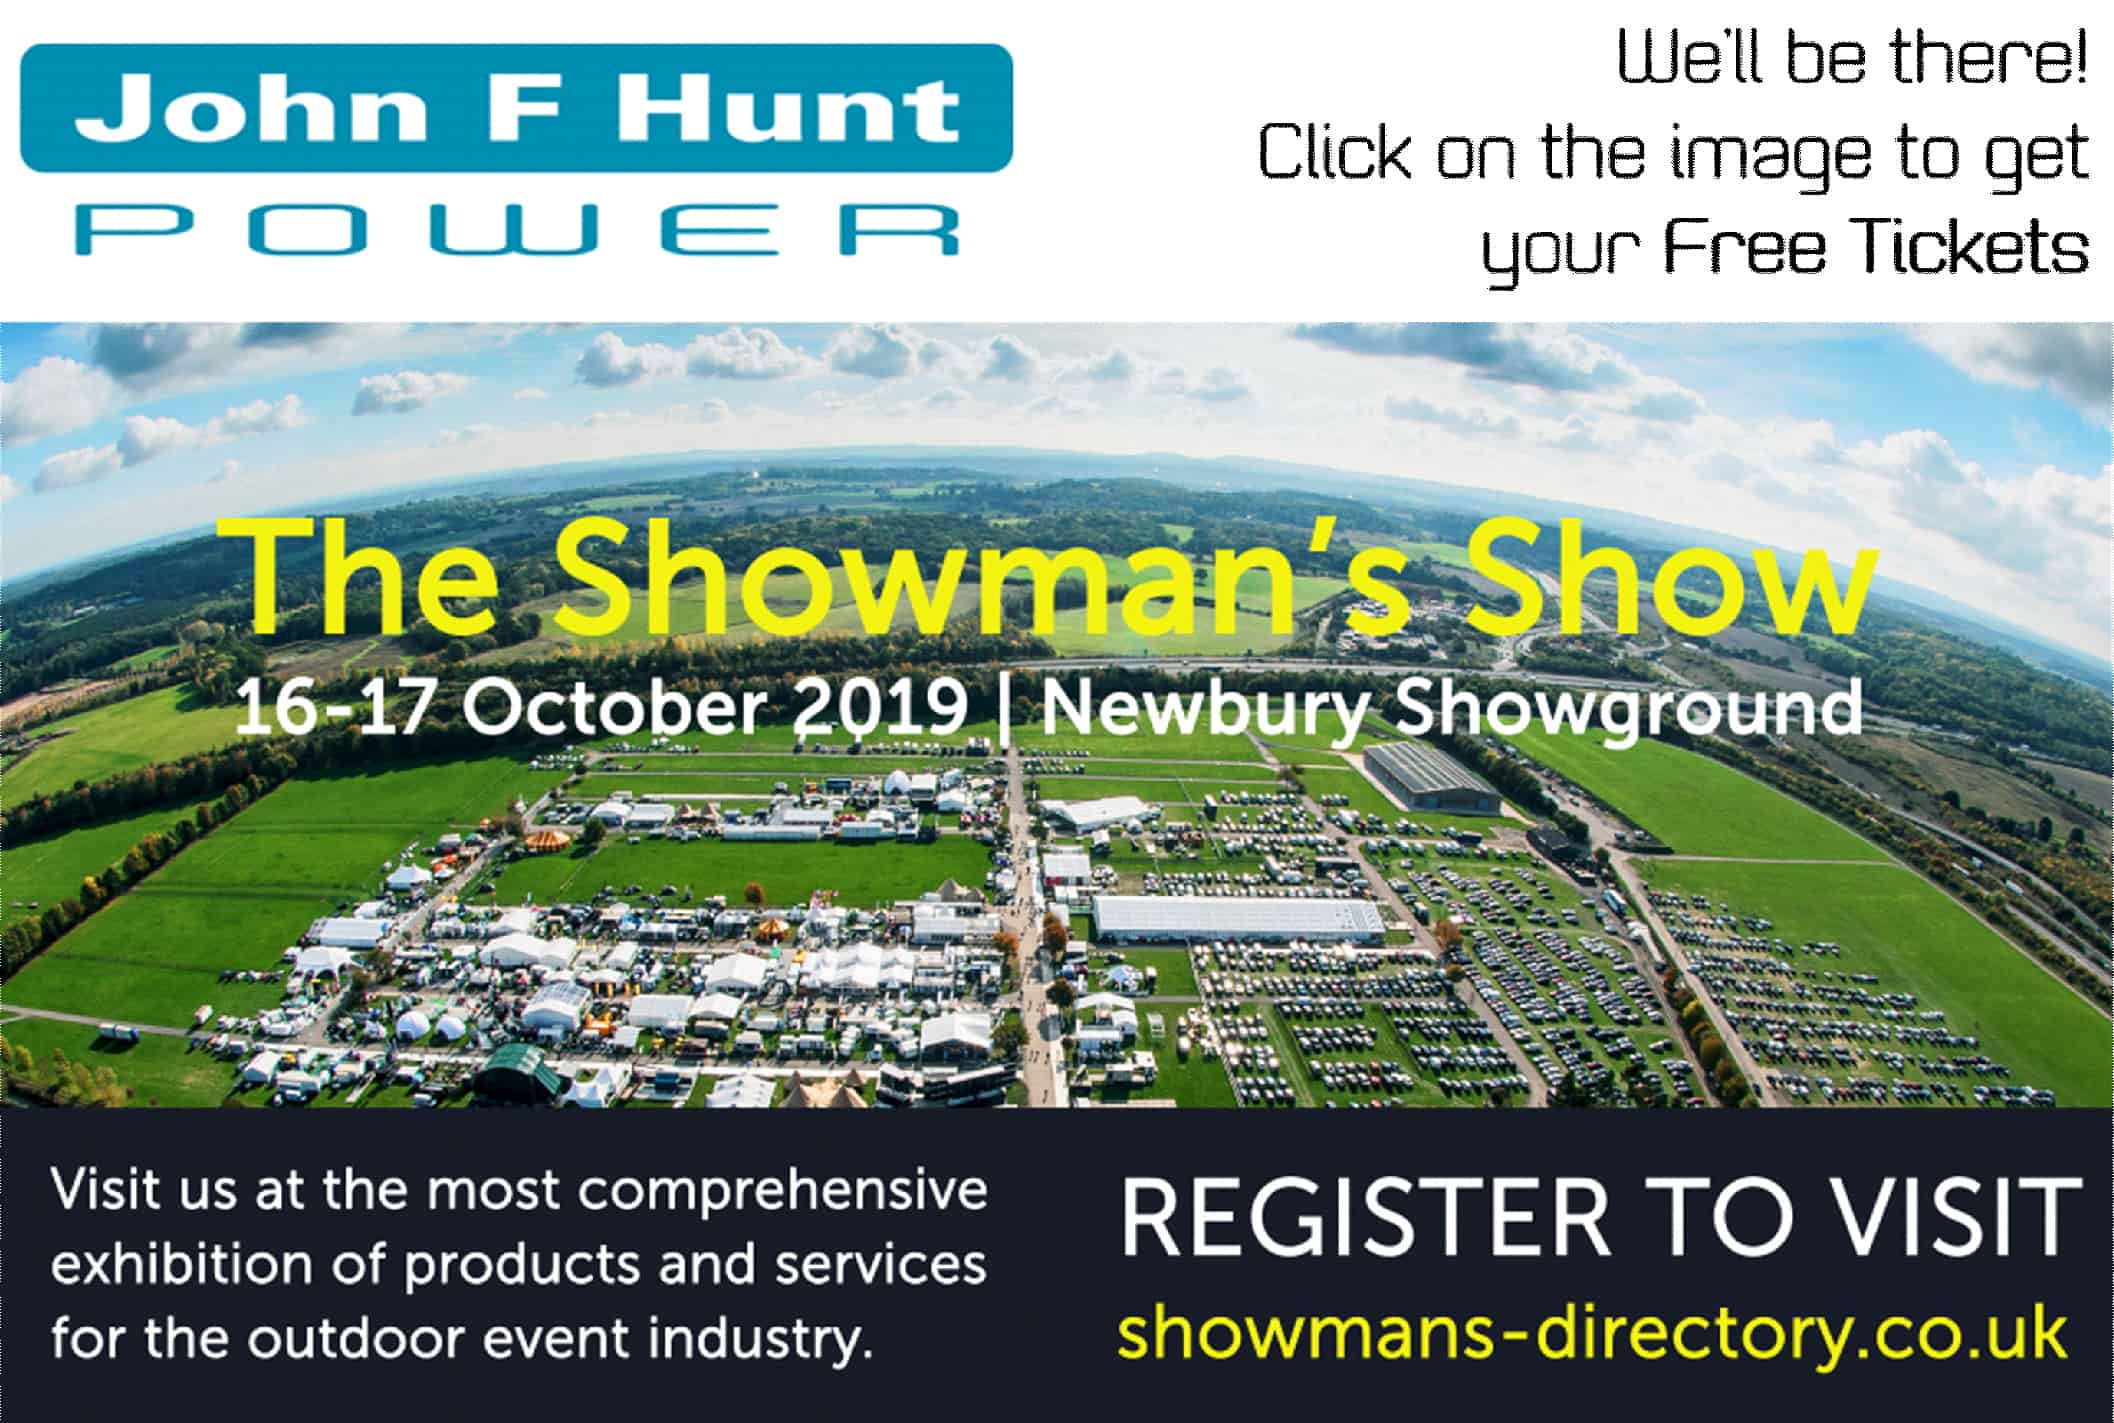 John F Hunt
POWER
We'll be there!
Click on the image to get
your Free Tickets
The Showman's Show
16-17 October 2019 | Newbury Showground
Visit us at the most comprehensive
exhibition of products and services
for the outdoor event industry.
REGISTER TO VISIT
showmans-directory.co.uk